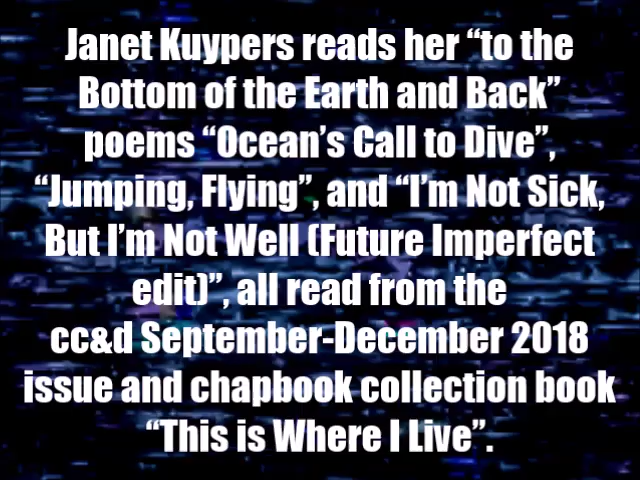 Janet Kuypers reads her “to the
Bottom of the Earth and Back”
poems “Ocean’s Call to Dive”,
“Jumping, Flying”, and “I’m Not Sick,
But I’m Not Well (Future Imperfect
edit)”, all read from the
cc&d September-December 2018
issue and chapbook collection book
“This is Where I Live”.